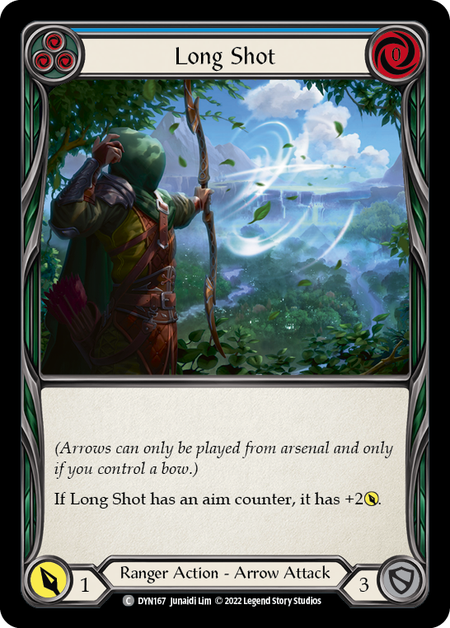 Long Shot
0
(Arrows can only be played from arsenal and only
if you control a bow.)
If Long Shot has an aim counter, it has +2.
1
Ranger Action - Arrow Attack
3
C DYN167 Junaidi Lim © 2022 Legend Story Studios